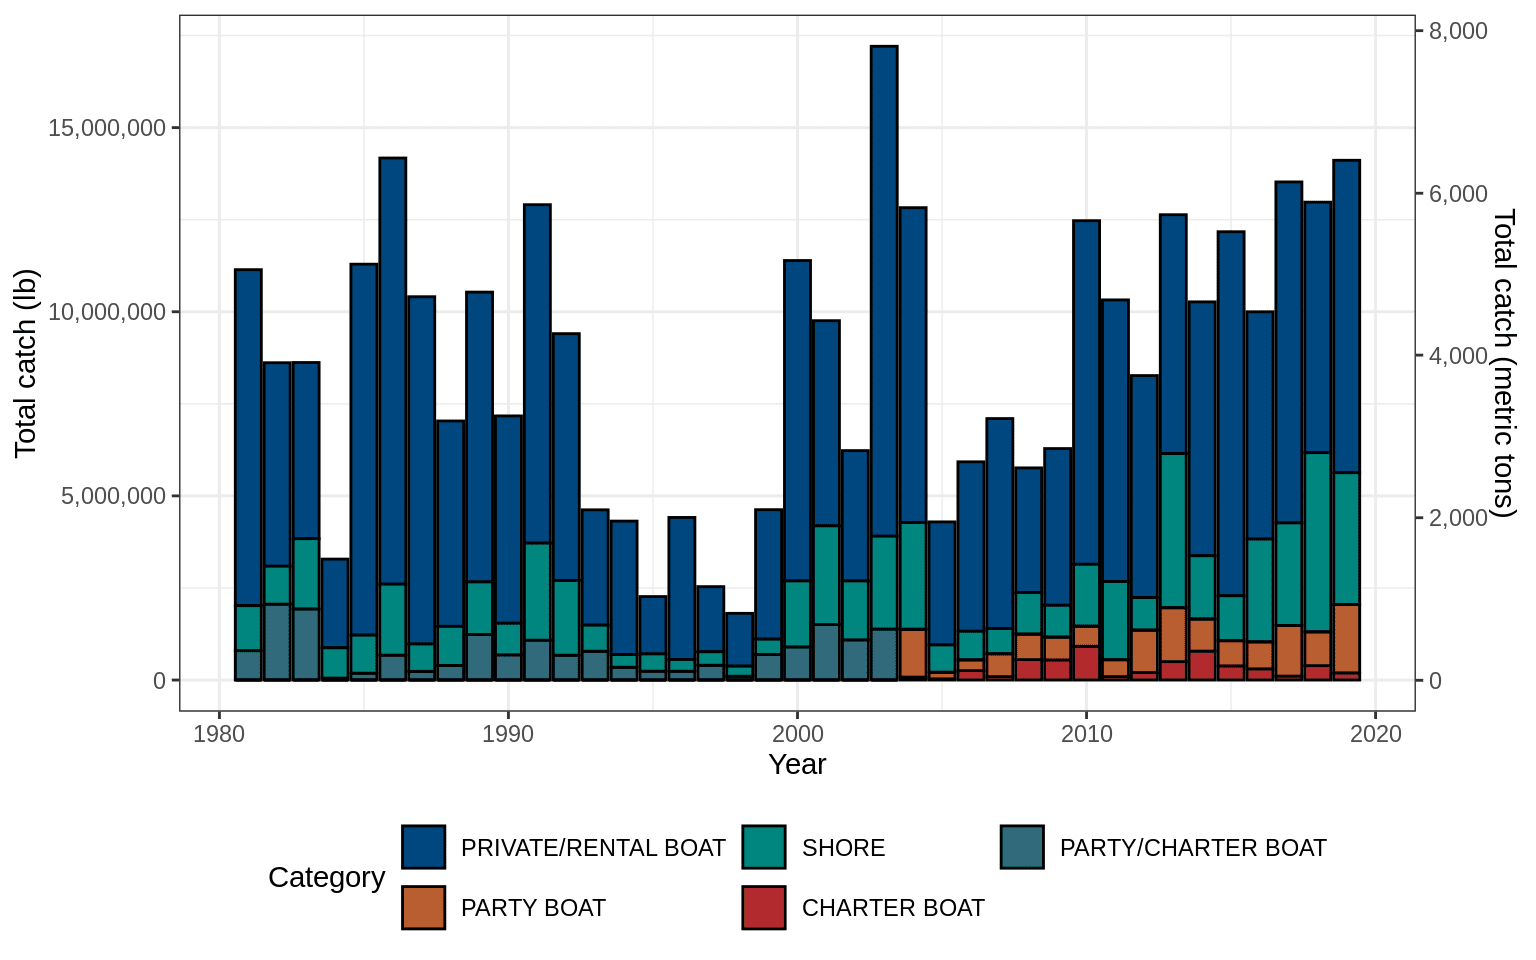 8,000
15,000,000
6,000
Total catch (lb)
Total catch (metric tons)
10,000,000
4,000
5,000,000
2,000
0
0
1980
1990
2000
2010
2020
Year
Category
PRIVATE/RENTAL BOAT
SHORE
PARTY/CHARTER BOAT
PARTY BOAT
CHARTER BOAT